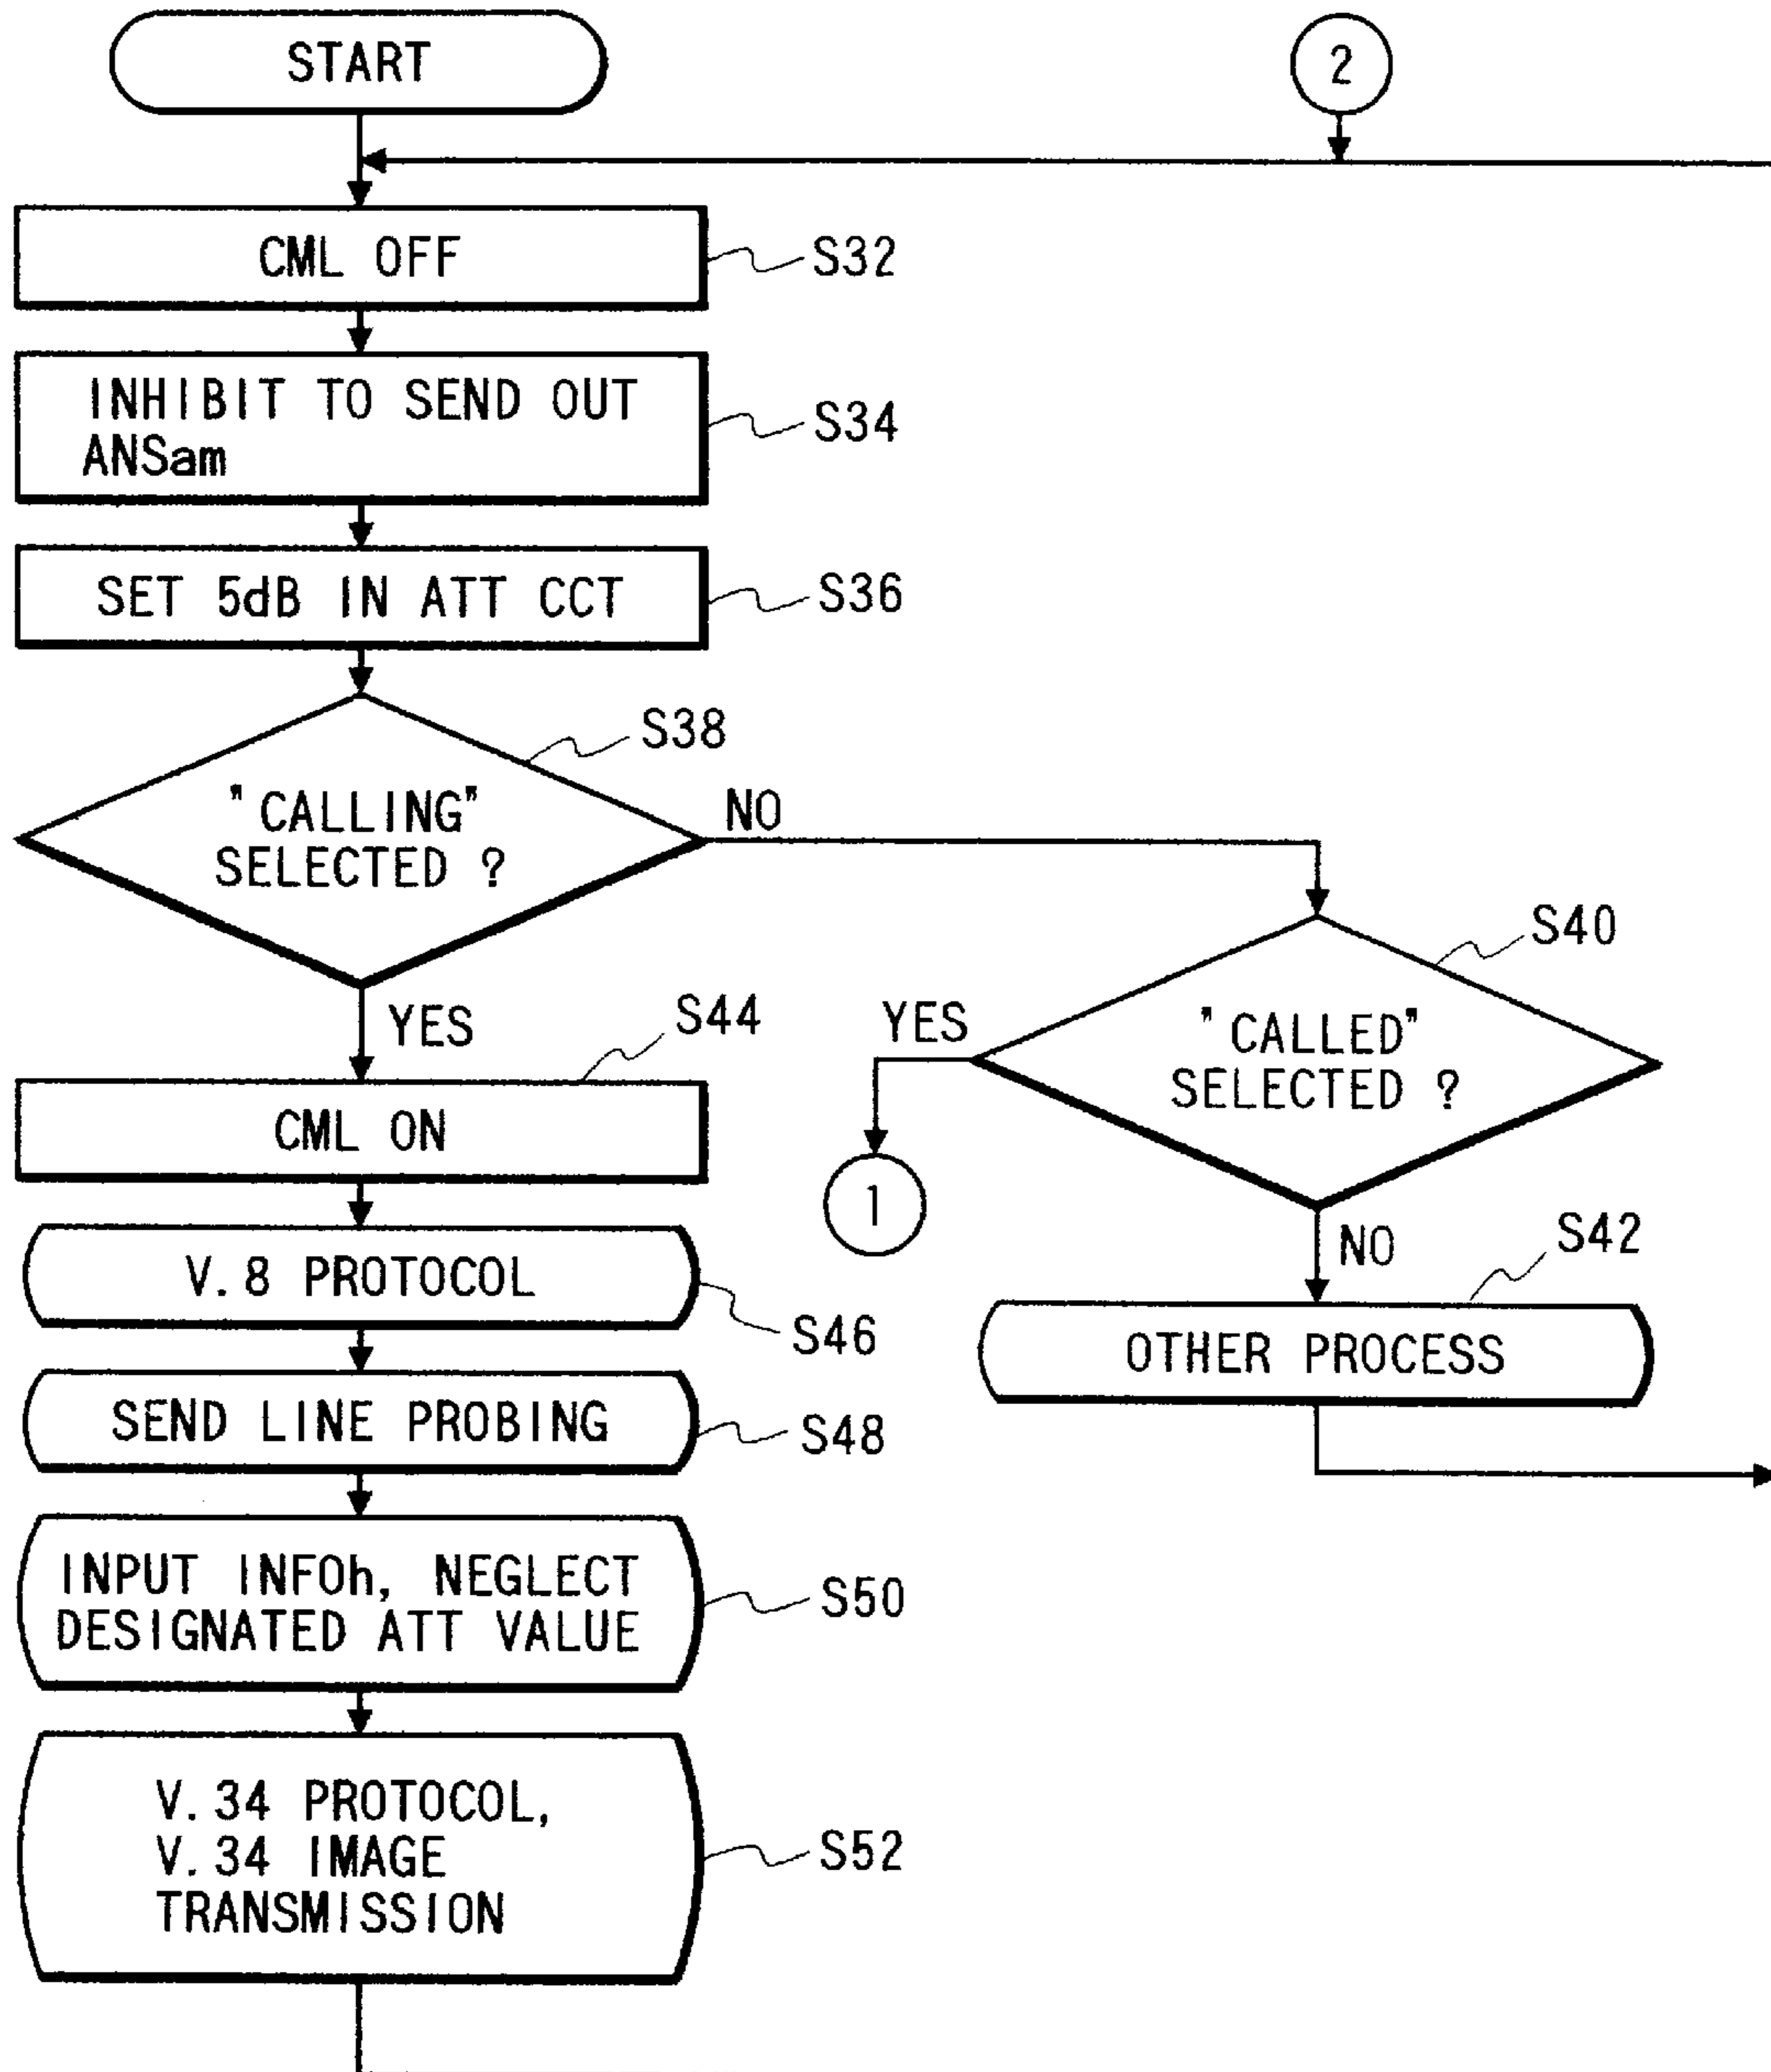 START
2
CML OFF
S32
INHIBIT TO SEND OUT
ANSam
S34
SET 5dB IN ATT CCT
S36
S38
"CALLING"
SELECTED ?
NO
YES
S40
"CALLED"
SELECTED ?
YES
1
NO
S42
OTHER PROCESS
S44
CML ON
V.8 PROTOCOL
S46
SEND LINE PROBING
S48
INPUT INFOh, NEGLECT
DESIGNATED ATT VALUE
S50
V.34 PROTOCOL,
V.34 IMAGE
TRANSMISSION
S52